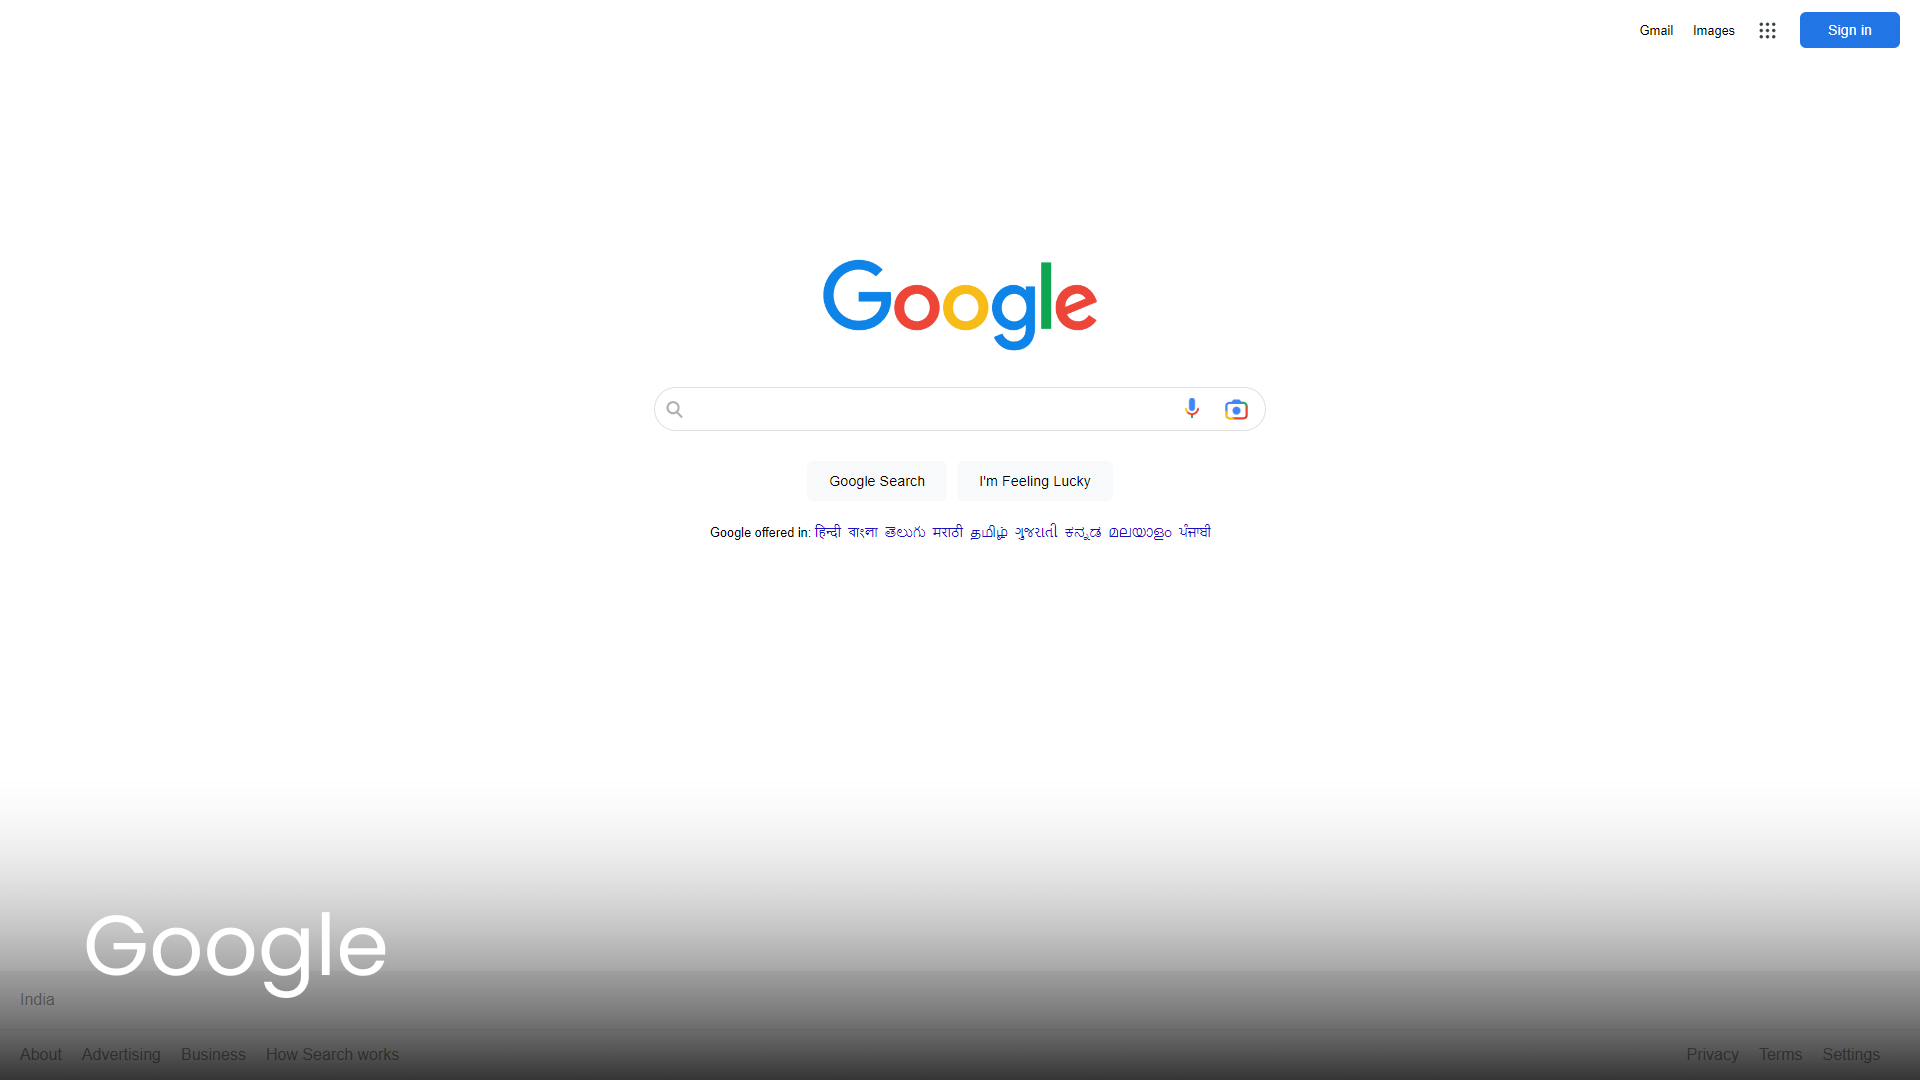 Gmail Images Sign in
Google
Google Search I'm Feeling Lucky
Google offered in: हिन्दी বাংলা తెలుగు मराठी தமிழ் ગુજરાતી ಕನ್ನಡ മലയാളം ਪੰਜਾਬੀ
Google
India
About Advertising Business How Search works Privacy Terms Settings